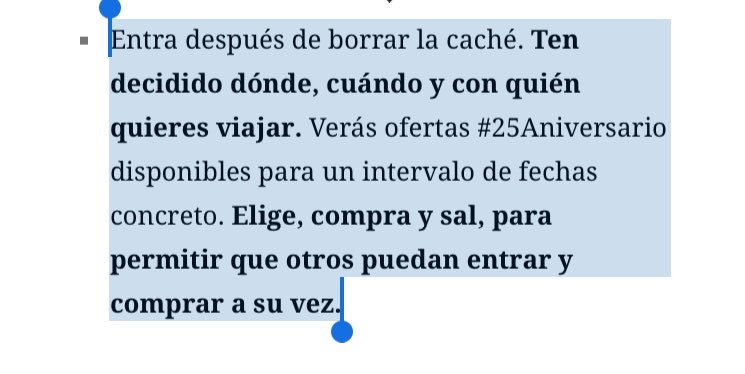 Entra después de borrar la caché. Ten
decidido dónde, cuándo y con quién
quieres viajar. Verás ofertas #25Aniversario
disponibles para un intervalo de fechas
concreto. Elige, compra y sal, para
permitir que otros puedan entrar y
comprar a su vez.